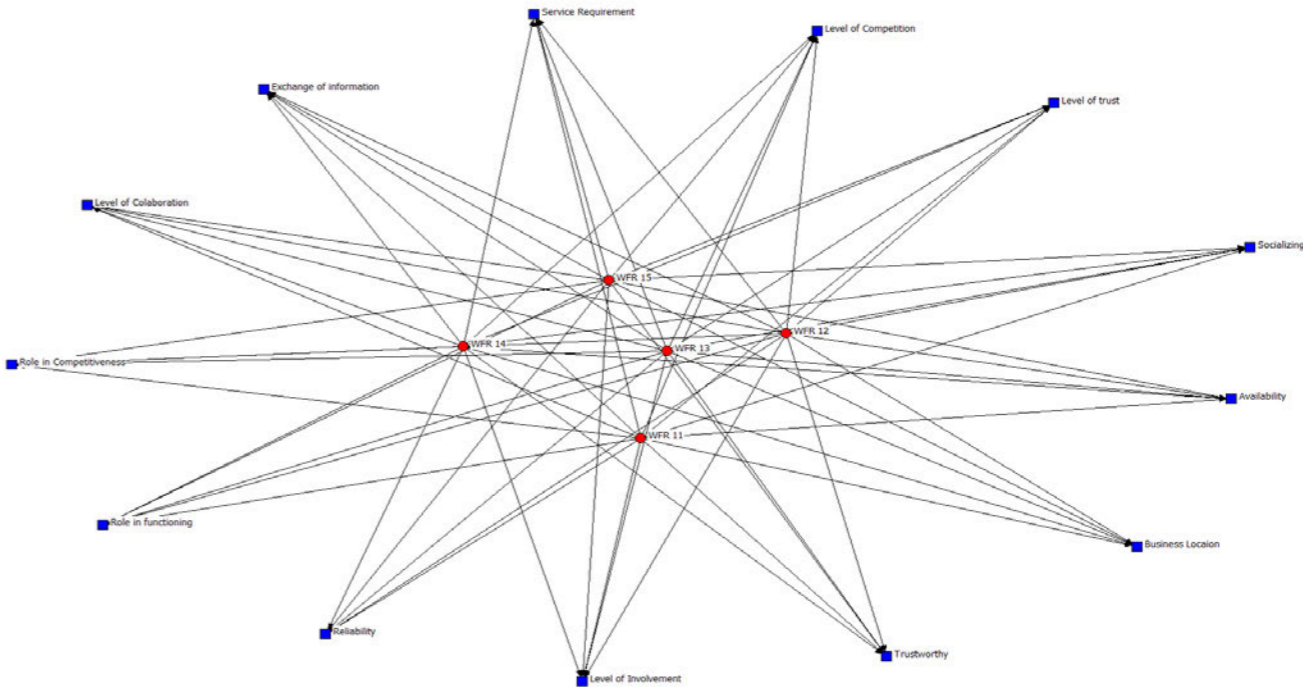 Service Requirement
Level of Competition
Exchange of information
Level of trust
Level of Colaboration
Socializing
WFR 15
WFR 12
WFR 14
WFR 13
Role in Competitiveness
Availability
WFR 11
Role in functioning
Business Locaion
Reliability
Trustworthy
Level of Involvement